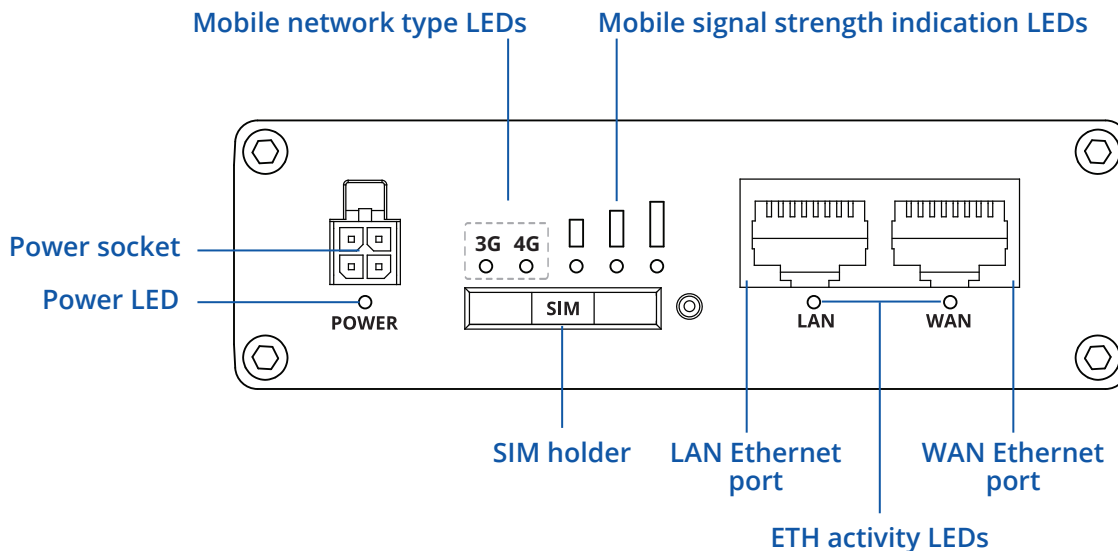 Mobile network type LEDs
Mobile signal strength indication LEDs
Power socket
3G 4G
Power LED
POWER
SIM
LAN
WAN
SIM holder
LAN Ethernet
port
WAN Ethernet
port
ETH activity LEDs